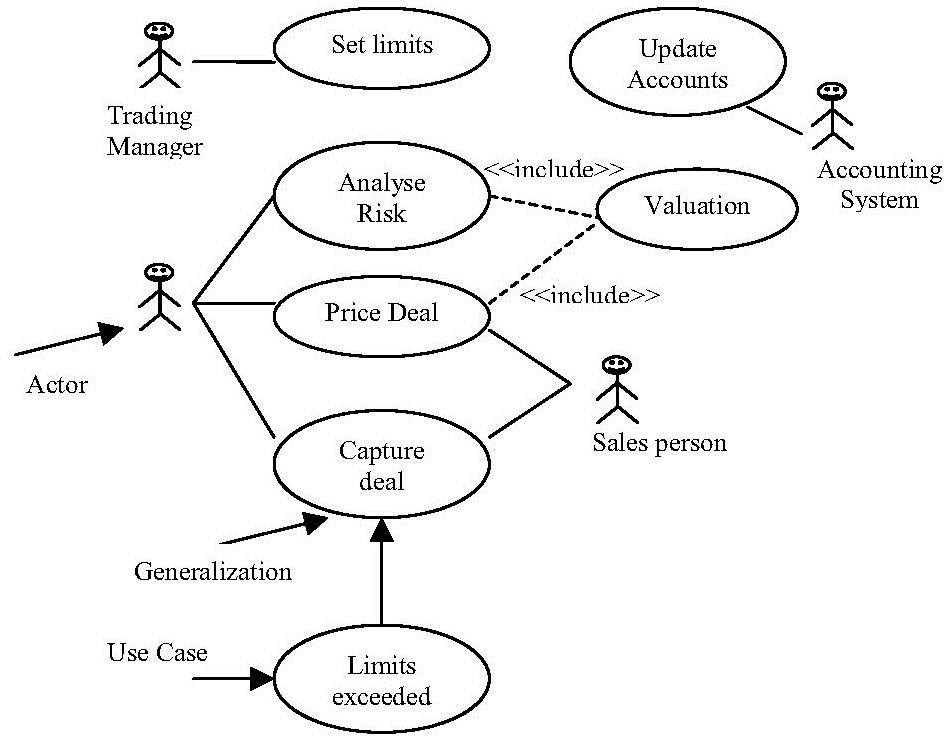 Set limits
Update
Accounts
Trading
Manager
Analyse
Risk
<<include>>
Accounting
System
Valuation
Price Deal
<<include>>
Actor
Sales person
Capture
deal
Generalization
Use Case
Limits
exceeded